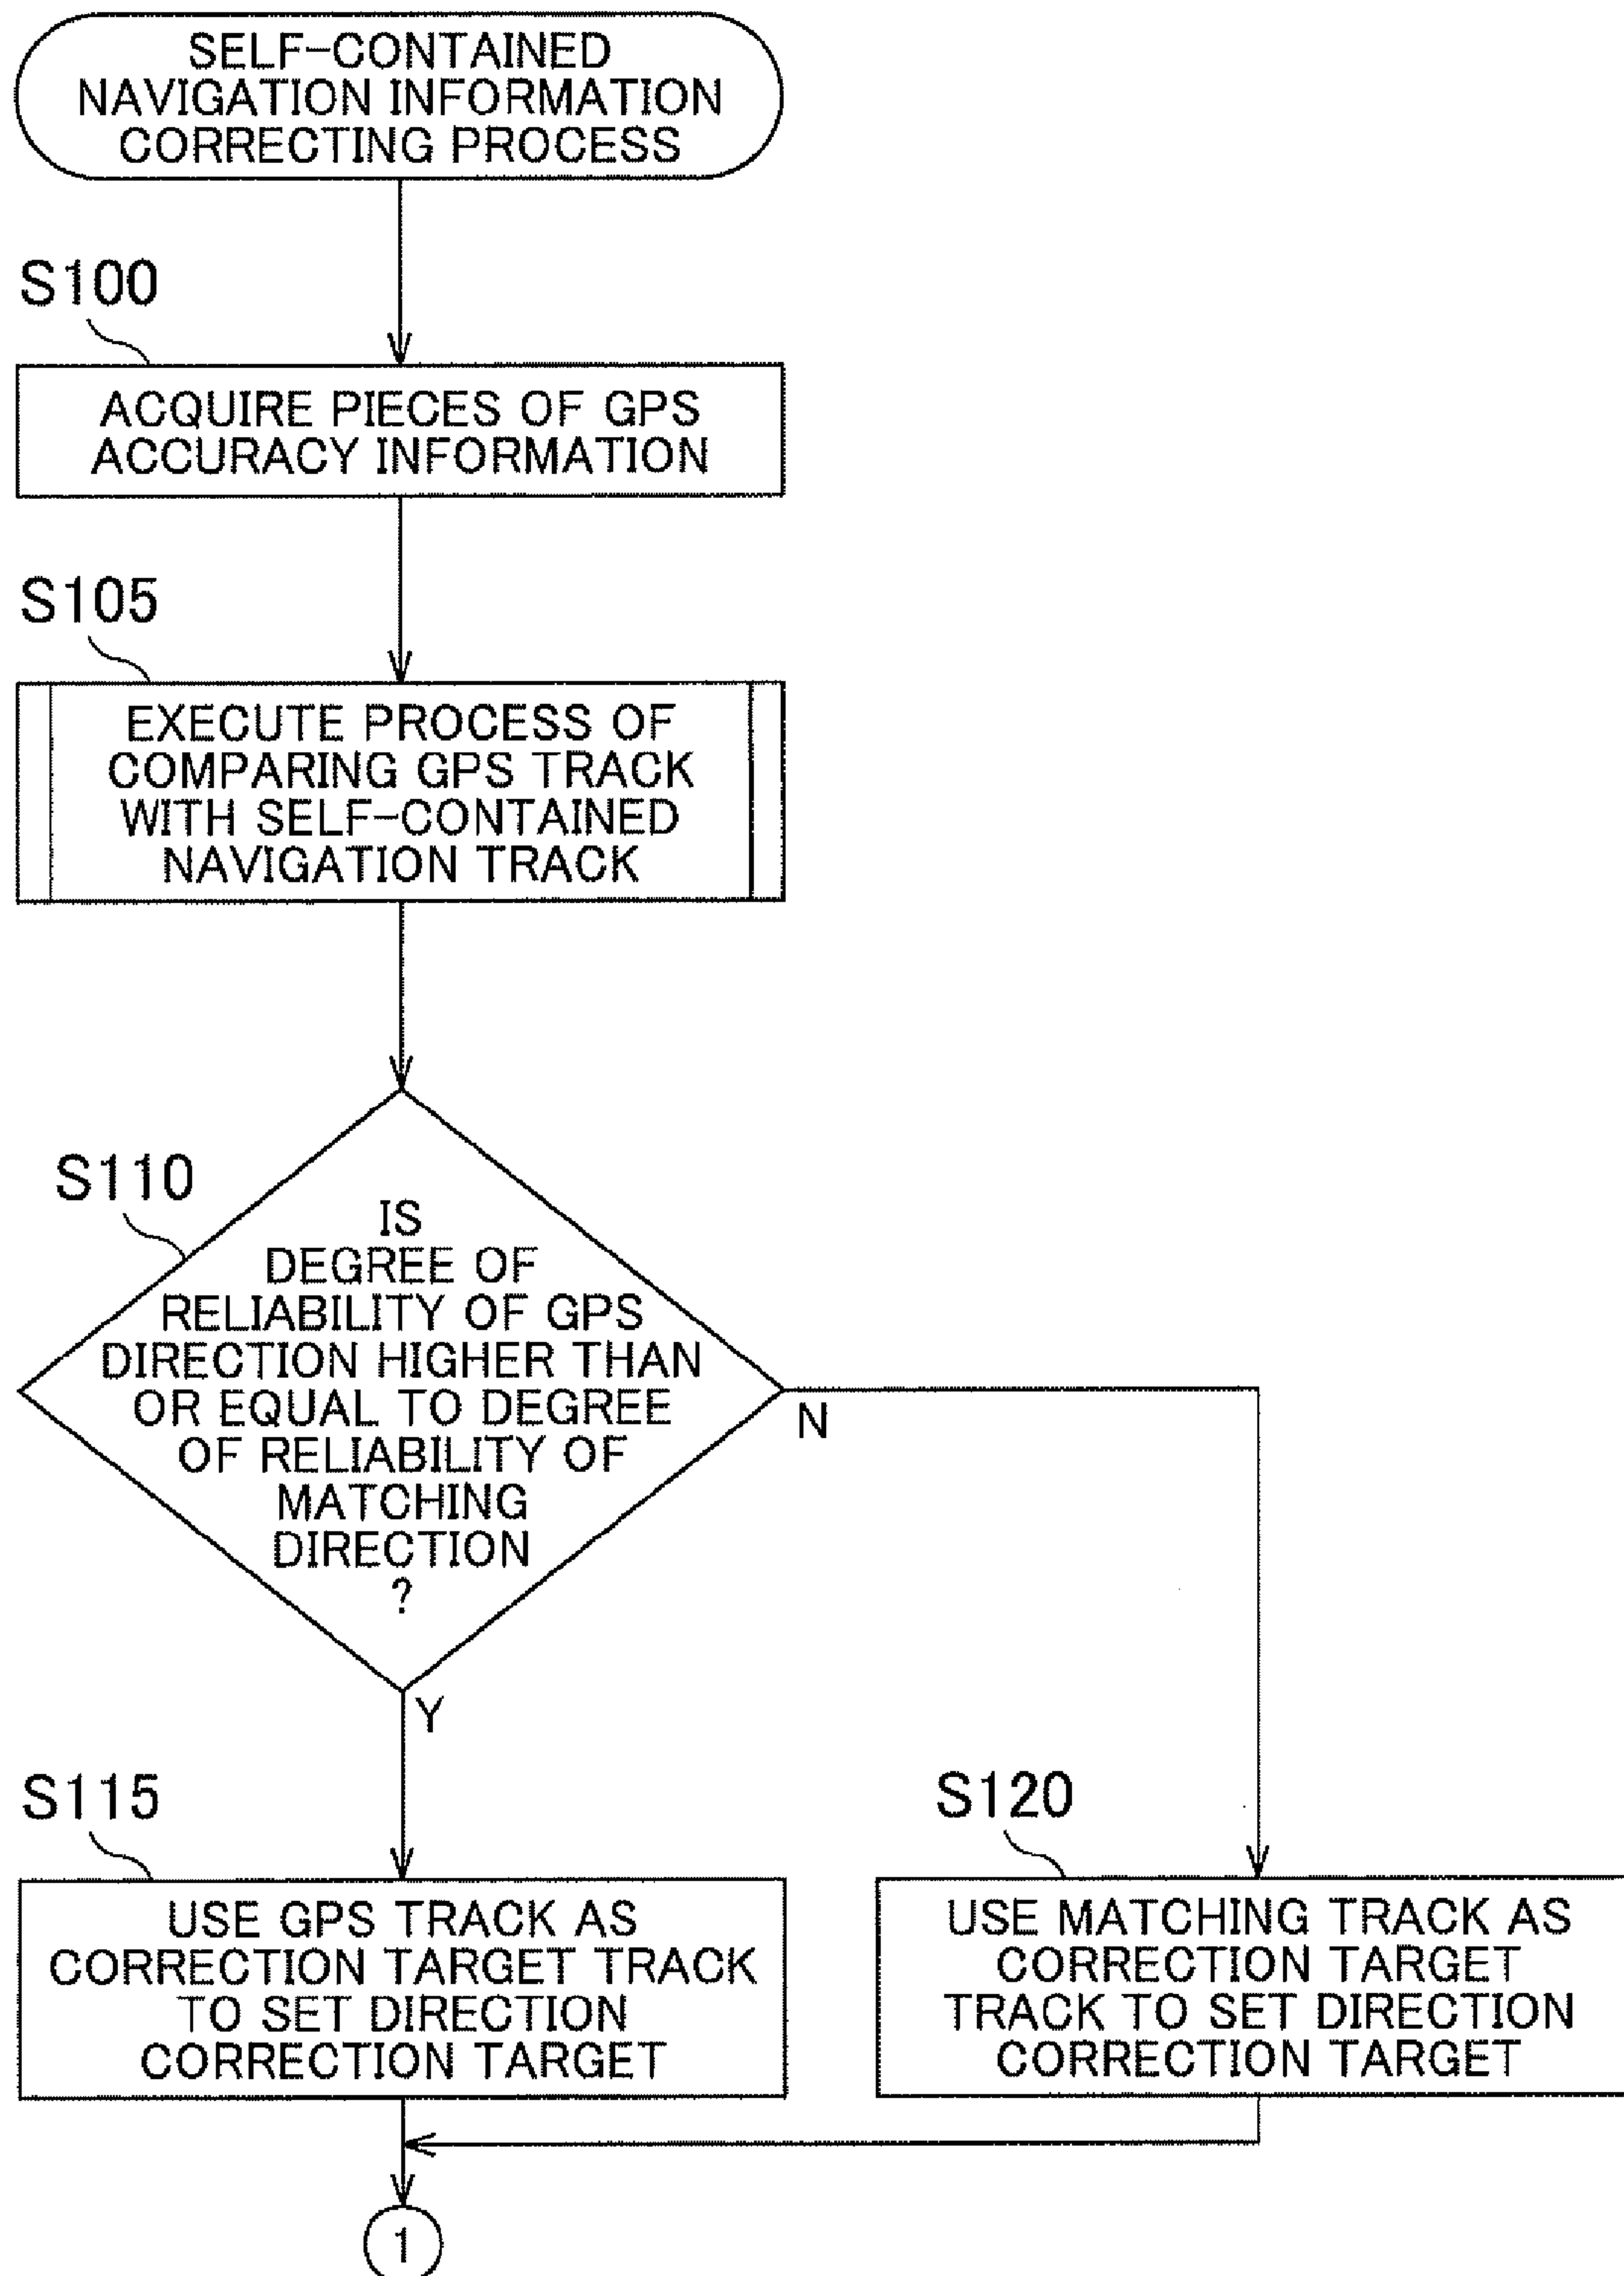 SELF-CONTAINED
NAVIGATION INFORMATION
CORRECTING PROCESS
S100
ACQUIRE PIECES OF GPS
ACCURACY INFORMATION
S105
EXECUTE PROCESS OF
COMPARING GPS TRACK
WITH SELF-CONTAINED
NAVIGATION TRACK
S110
IS
DEGREE OF
RELIABILITY OF GPS
DIRECTION HIGHER THAN
OR EQUAL TO DEGREE
OF RELIABILITY OF
MATCHING
DIRECTION
?
N
Y
S115
USE GPS TRACK AS
CORRECTION TARGET TRACK
TO SET DIRECTION
CORRECTION TARGET
S120
USE MATCHING TRACK AS
CORRECTION TARGET
TRACK TO SET DIRECTION
CORRECTION TARGET
1